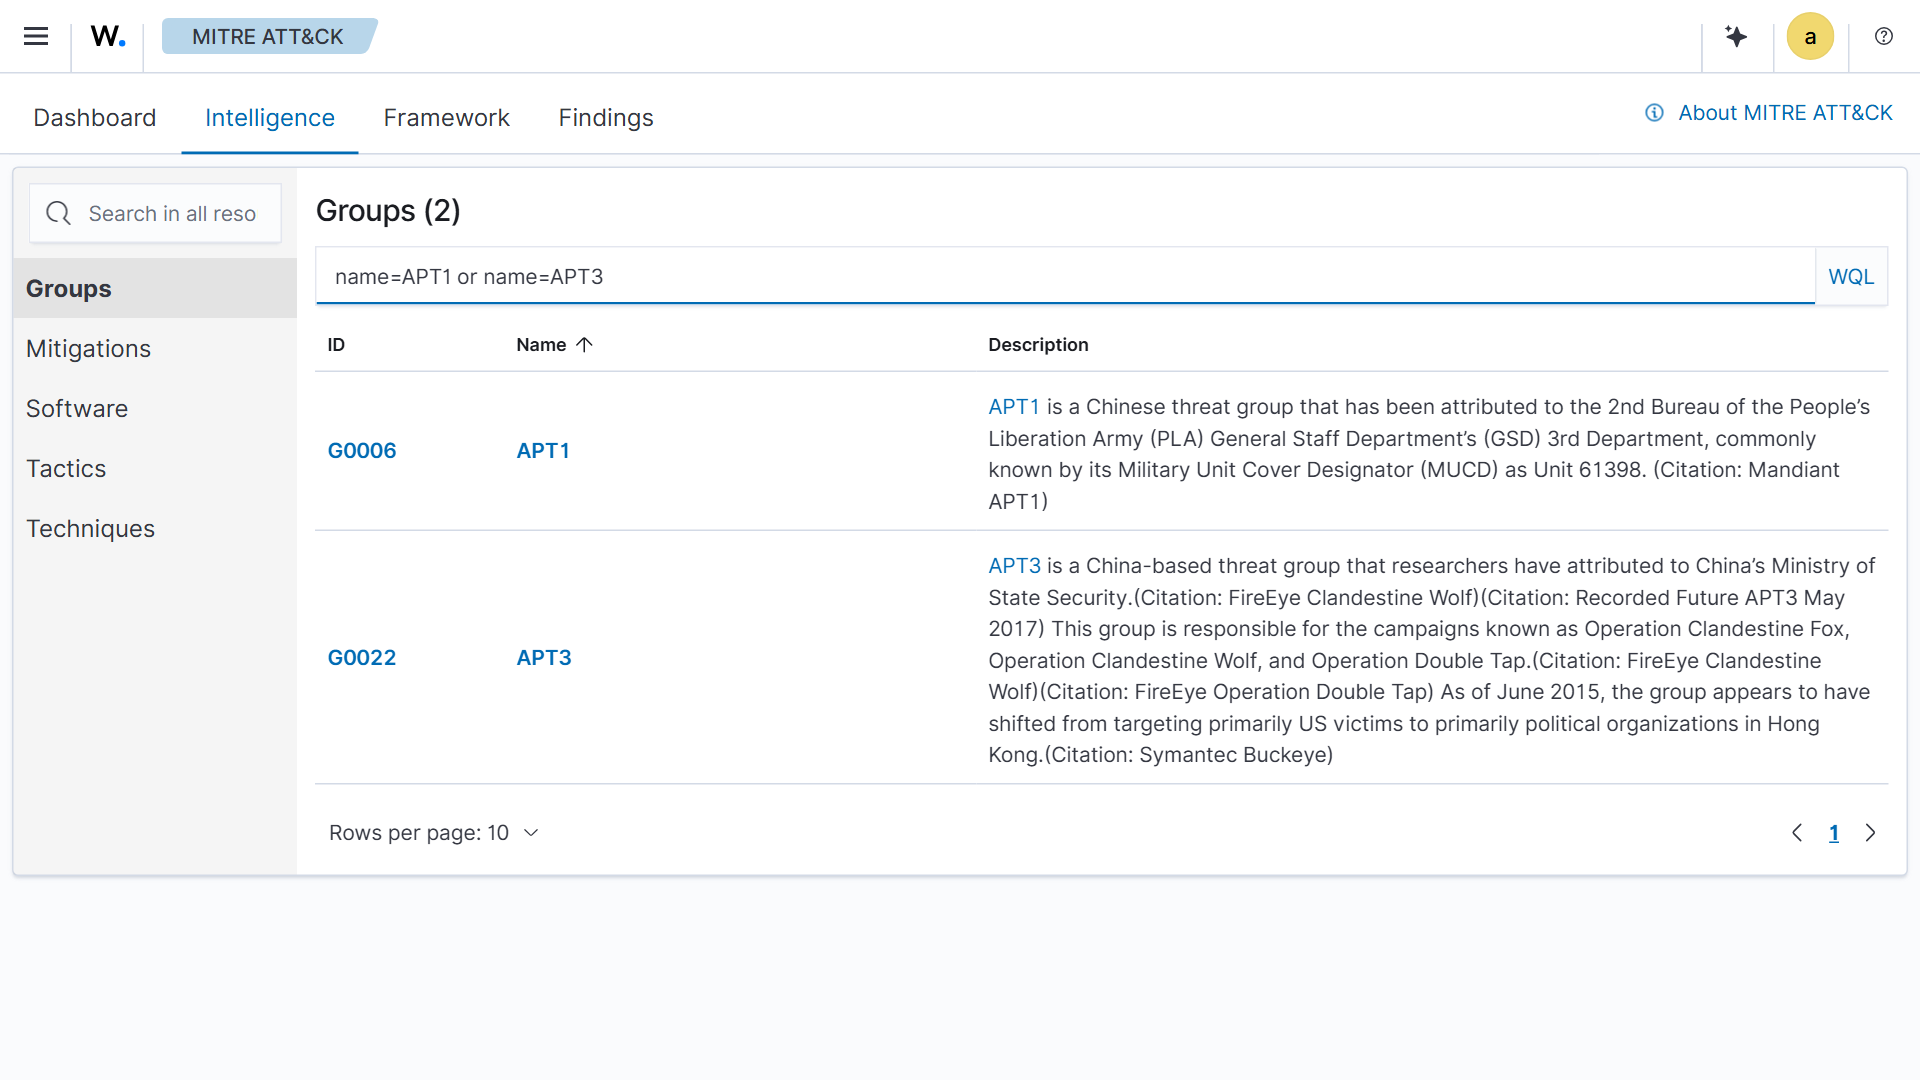 W. MITRE ATT&CK a
Dashboard Intelligence Framework Findings About MITRE ATT&CK
Search in all reso
Groups
Mitigations
Software
Tactics
Techniques
Groups (2)
name=APT1 or name=APT3 WQL
ID Name Description
G0006 APT1
APT1 is a Chinese threat group that has been attributed to the 2nd Bureau of the People’s
Liberation Army (PLA) General Staff Department’s (GSD) 3rd Department, commonly
known by its Military Unit Cover Designator (MUCD) as Unit 61398. (Citation: Mandiant
APT1)
G0022 APT3
APT3 is a China-based threat group that researchers have attributed to China’s Ministry of
State Security.(Citation: FireEye Clandestine Wolf)(Citation: Recorded Future APT3 May
2017) This group is responsible for the campaigns known as Operation Clandestine Fox,
Operation Clandestine Wolf, and Operation Double Tap.(Citation: FireEye Clandestine
Wolf)(Citation: FireEye Operation Double Tap) As of June 2015, the group appears to have
shifted from targeting primarily US victims to primarily political organizations in Hong
Kong.(Citation: Symantec Buckeye)
Rows per page: 10 1